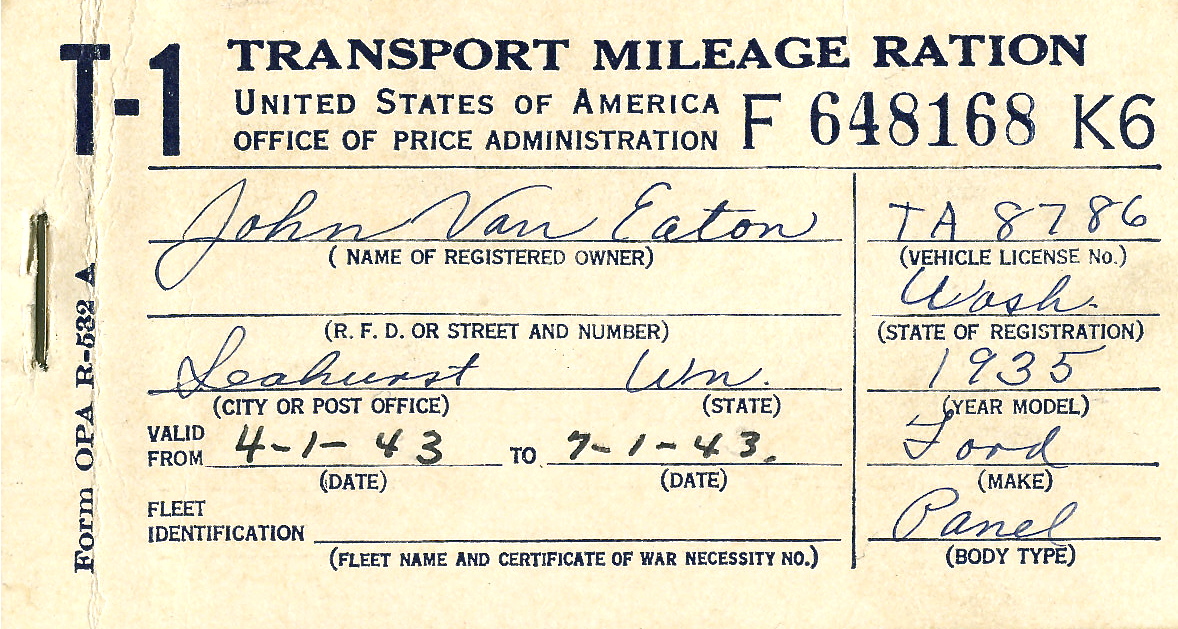 T-1
TRANSPORT MILEAGE RATION
UNITED STATES OF AMERICA
OFFICE OF PRICE ADMINISTRATION
F 648168 K6
John Van Eaton
(NAME OF REGISTERED OWNER)
(R. F. D. OR STREET AND NUMBER)
Seahurst Wn.
(CITY OR POST OFFICE) (STATE)
VALID FROM 4-1-43 TO 7-1-43.
(DATE) (DATE)
FLEET
IDENTIFICATION
(FLEET NAME AND CERTIFICATE OF WAR NECESSITY NO.)
TA 8786
(VEHICLE LICENSE No.)
Wash.
(STATE OF REGISTRATION)
1935
(YEAR MODEL)
Ford
(MAKE)
Panel
(BODY TYPE)
Form OPA R-532 A